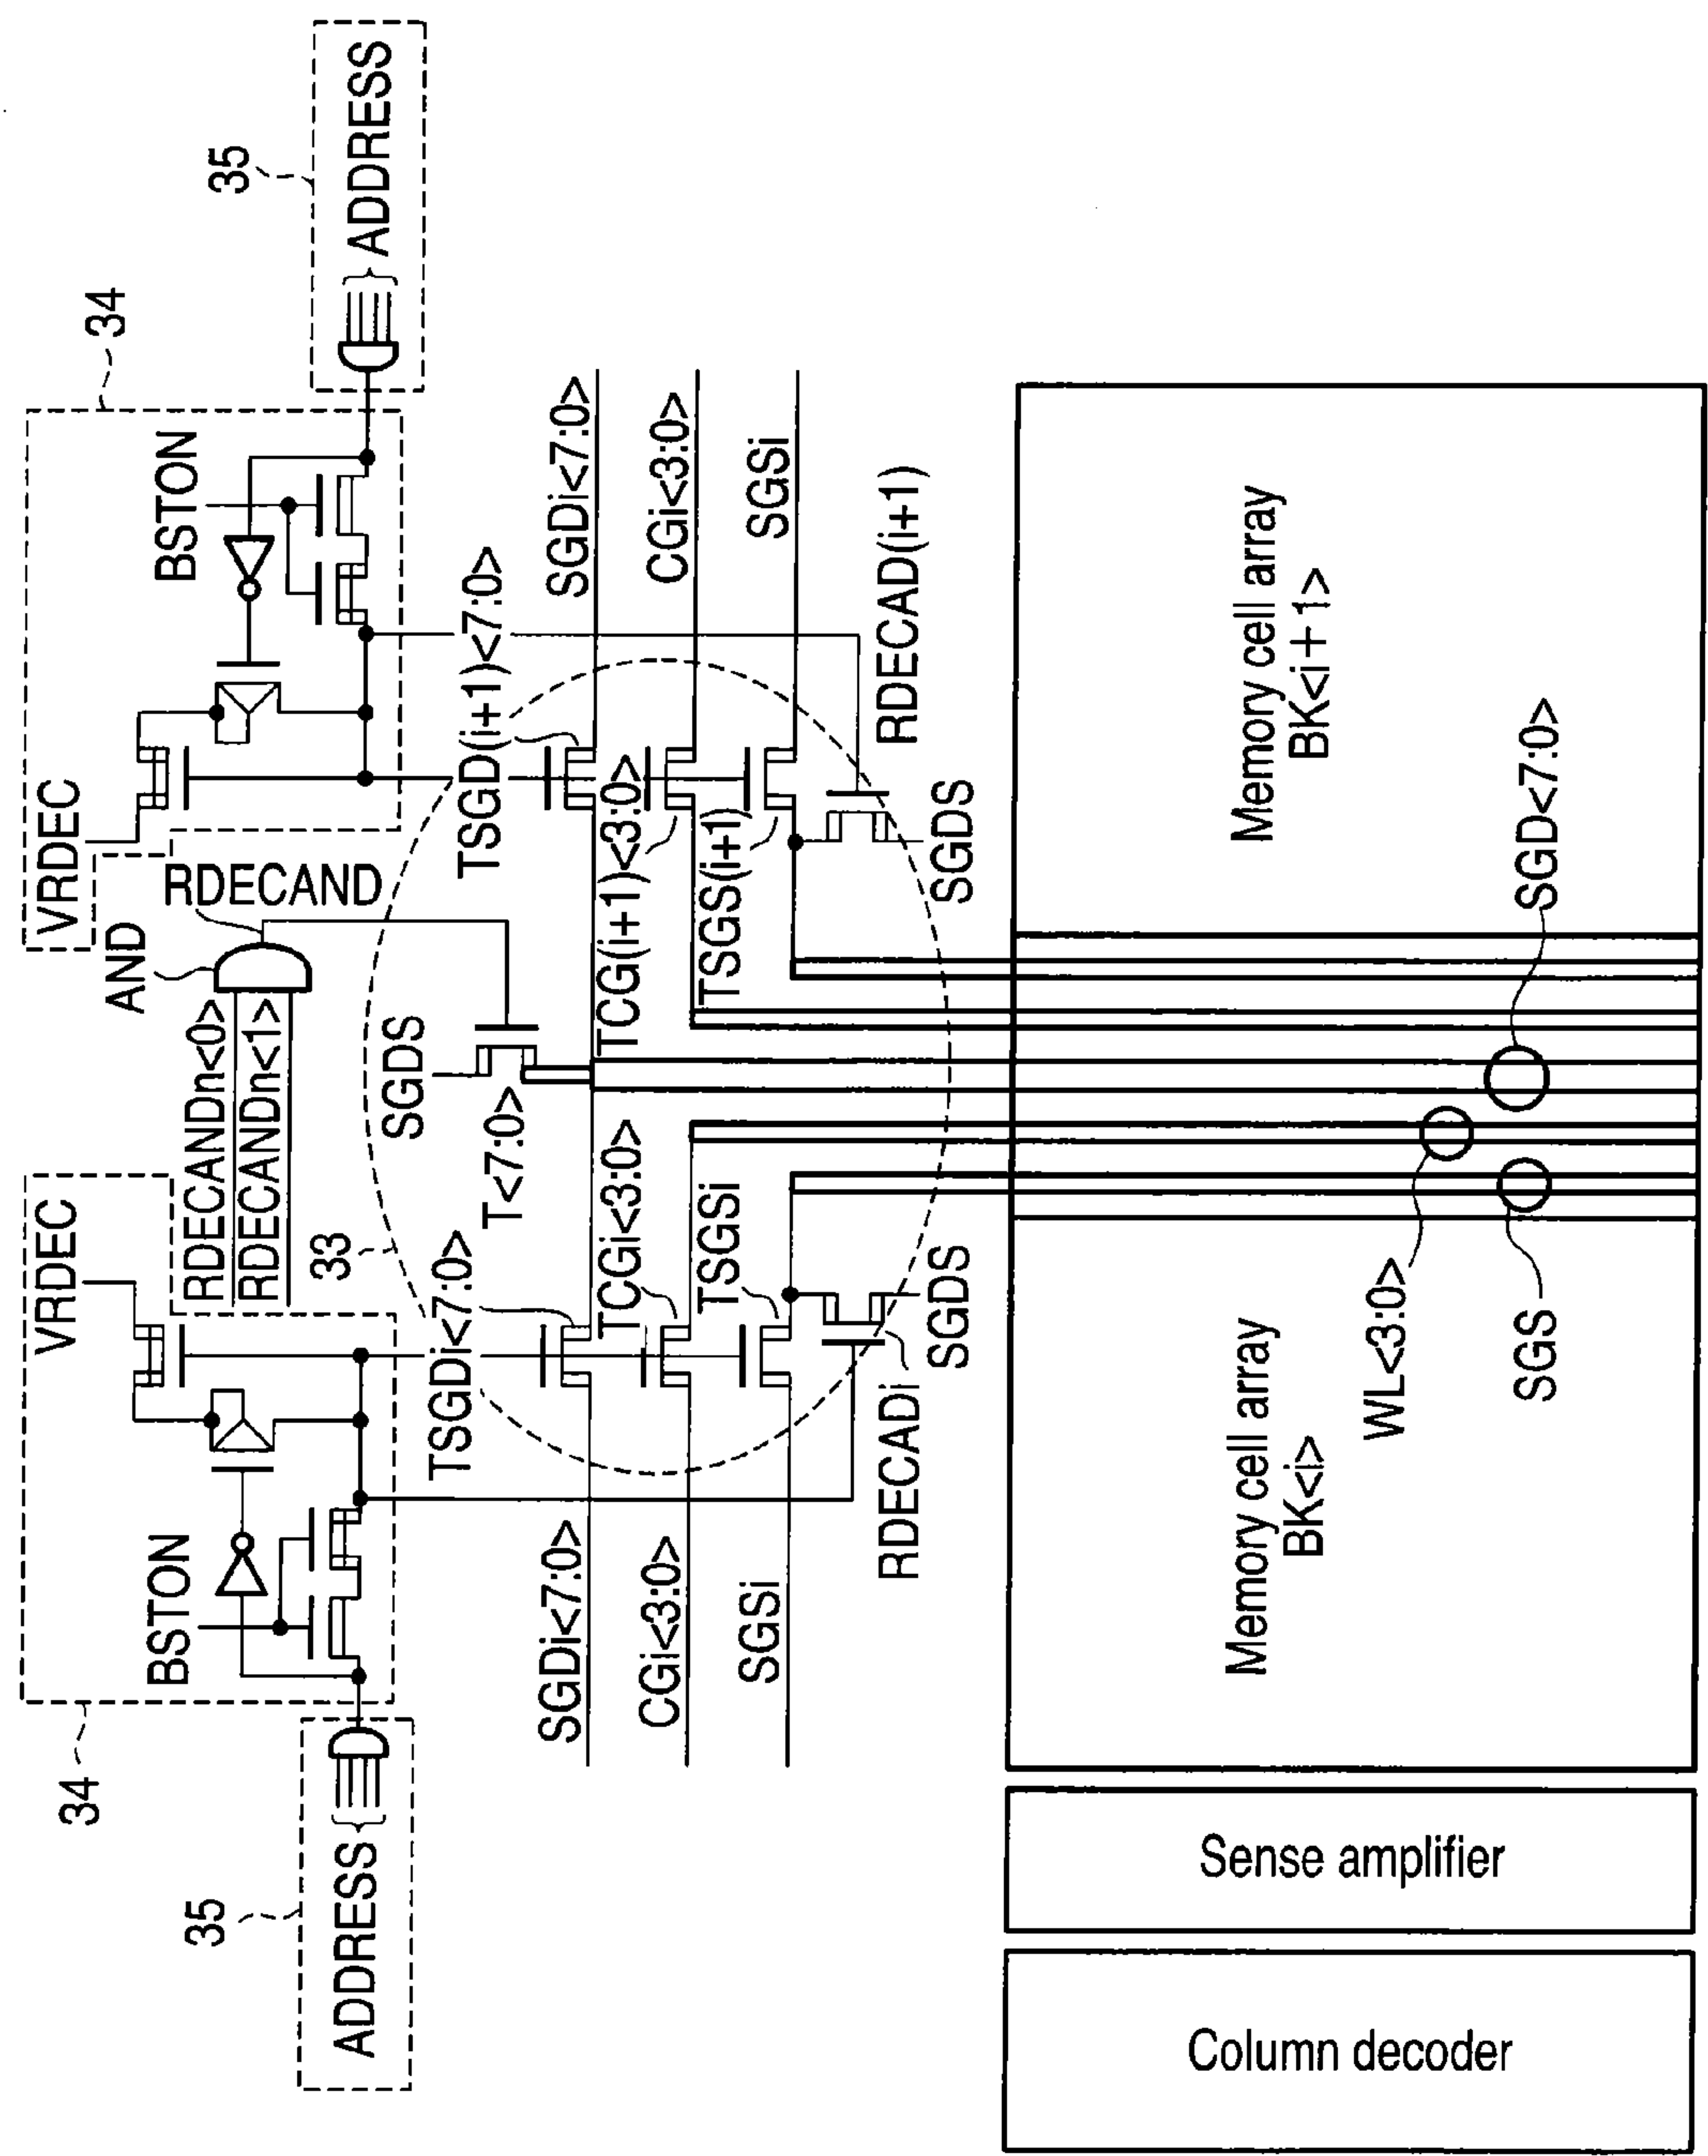 35
ADDRESS
34
BSTON
VRDEC
RDECAND
AND
RDECANDn<0>
RDECANDn<1>
VRDEC
BSTON
34
35
ADDRESS
33
SGDS
T<7:0>
TSGD(i+1)<7:0>
TCG(i+1)<3:0>
TSGS(i+1)
SGDi<7:0>
CGi<3:0>
SGSi
RDECAD(i+1)
SGDS
TSGDi<7:0>
TCGi<3:0>
TSGSi
SGDi<7:0>
CGi<3:0>
SGSi
RDECADi
SGDS
Memory cell array
BK<i+1>
SGD<7:0>
WL<3:0>
SGS
Memory cell array
BK<i>
Sense amplifier
Column decoder